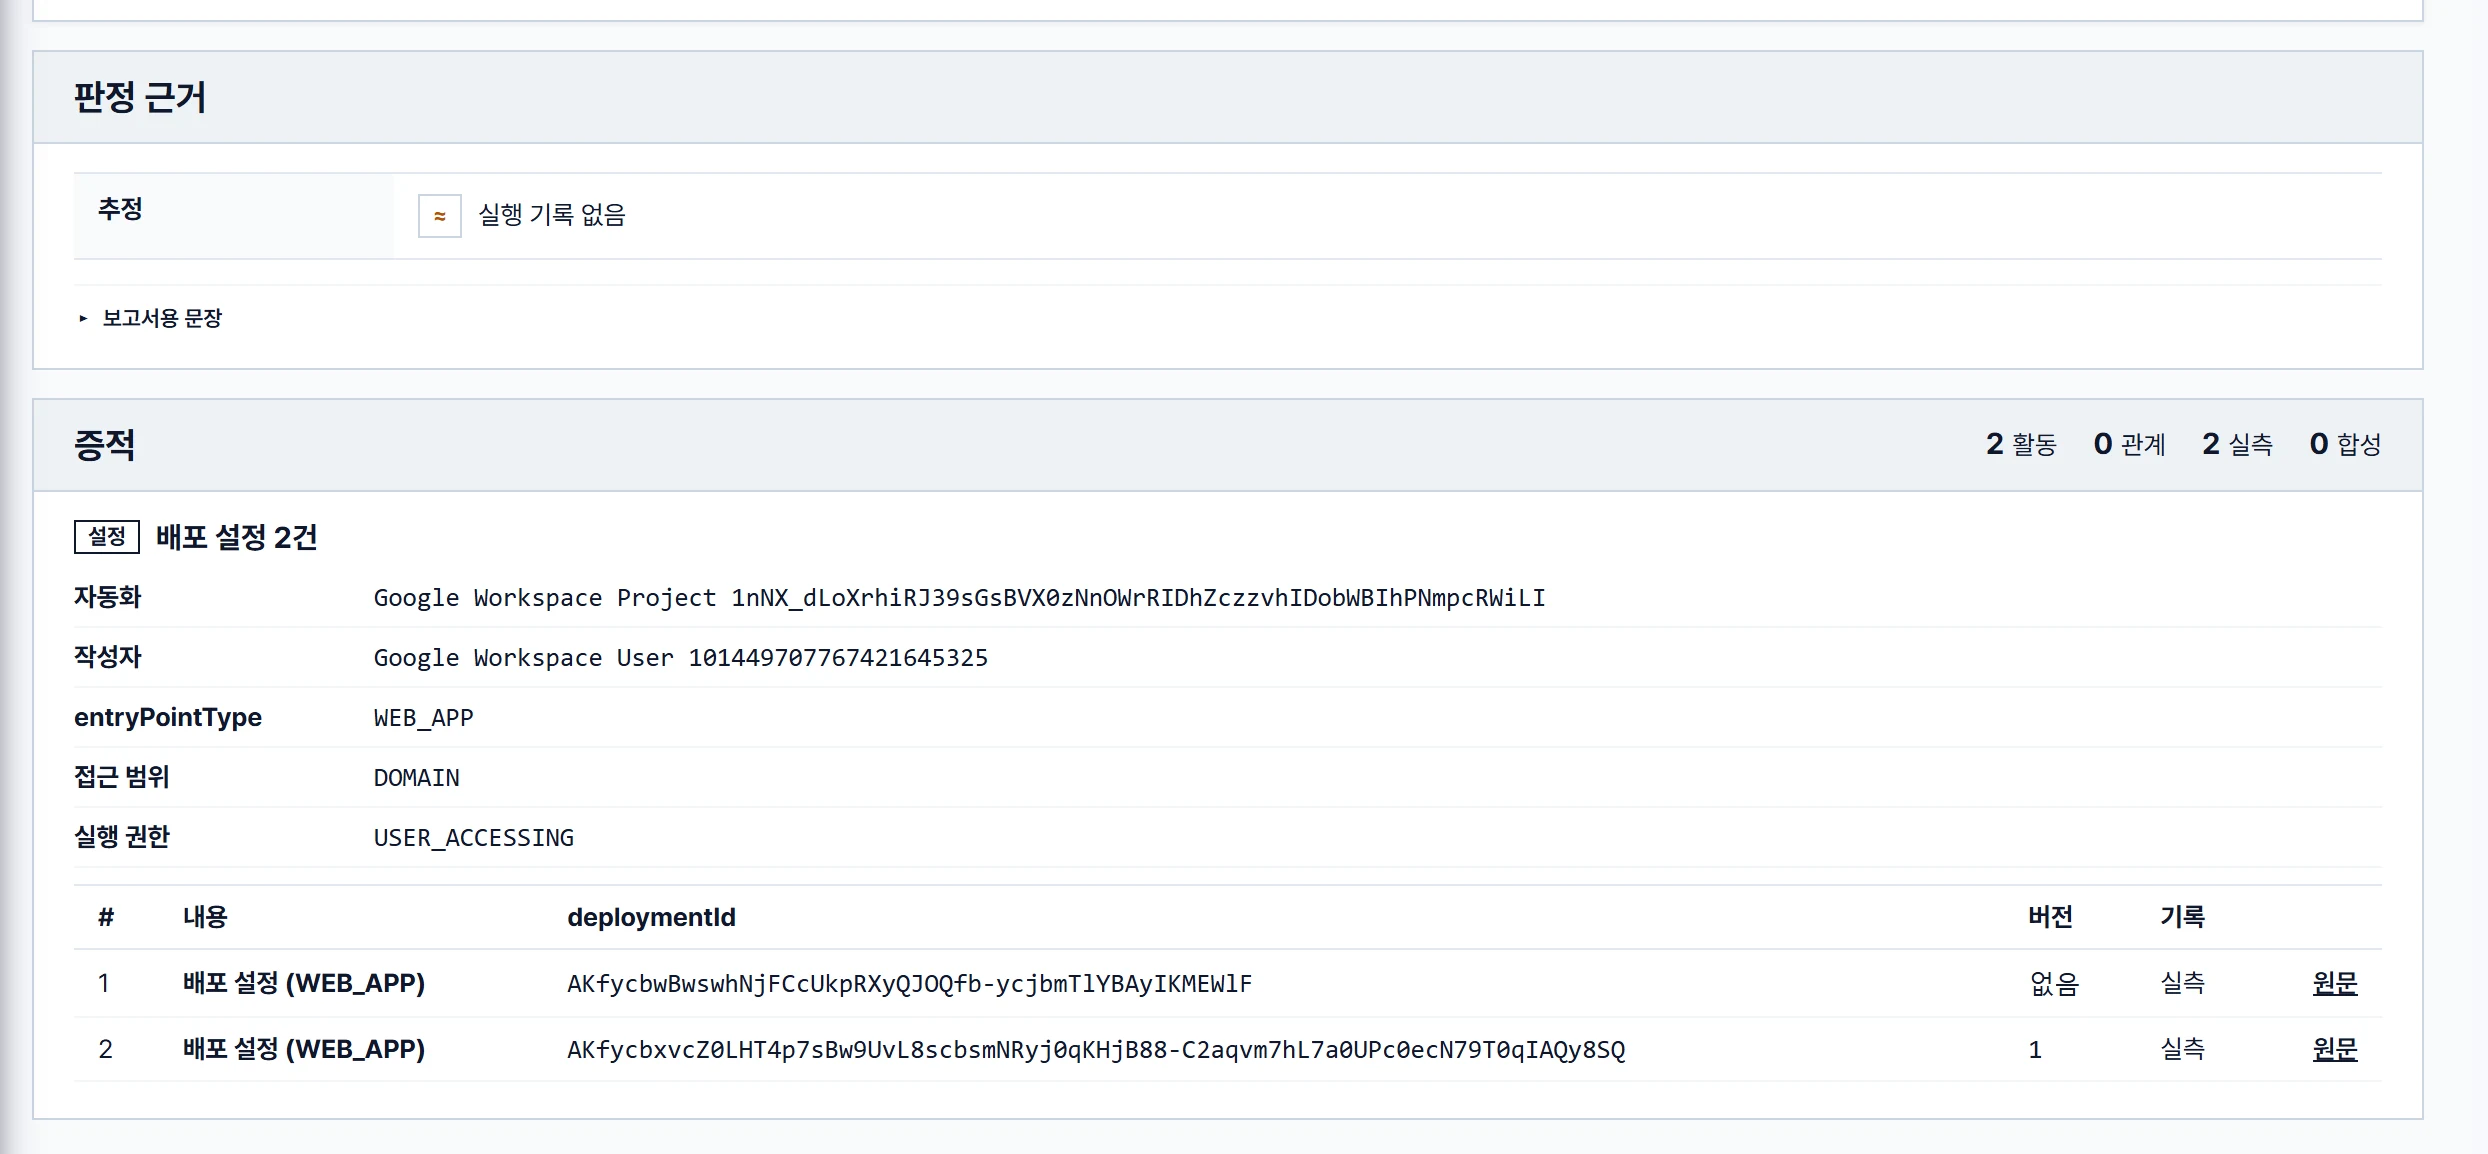 판정 근거
추정 ≈ 실행 기록 없음
▸ 보고서용 문장
증적 2 활동 0 관계 2 실측 0 합성
설정 배포 설정 2건
자동화 Google Workspace Project 1nNX_dLoXrhiRJ39sGsBVX0zNnOWrRIDhZczzvhIDobWBIhPNmpcRWiLI
작성자 Google Workspace User 101449707767421645325
entryPointType WEB_APP
접근 범위 DOMAIN
실행 권한 USER_ACCESSING
# 내용 deploymentId 버전 기록
1 배포 설정 (WEB_APP) AKfycbwBwswhNjFCcUkpRXyQJOQfb-ycjbmTlYBAyIKMEWlF 없음 실측 원문
2 배포 설정 (WEB_APP) AKfycbxvcZ0LHT4p7sBw9UvL8scbsmNRyj0qKHjB88-C2aqvm7hL7a0UPc0ecN79T0qIAQy8SQ 1 실측 원문